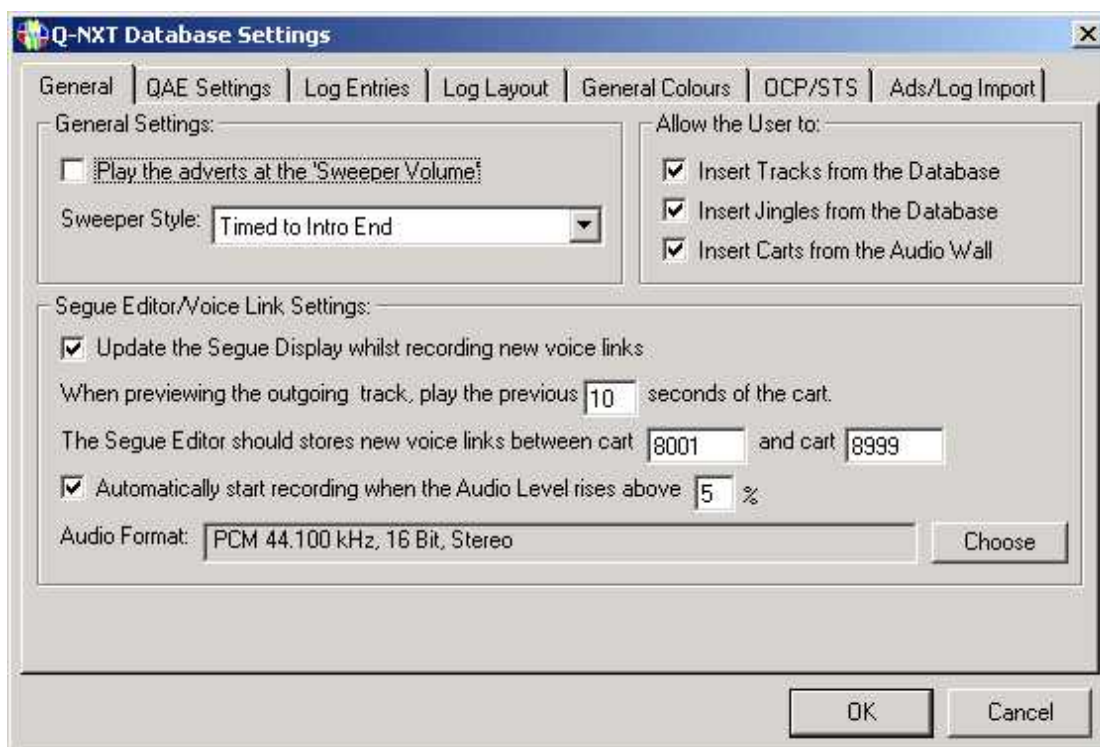 Q-NXT Database Settings
General QAE Settings Log Entries Log Layout General Colours OCP/STS Ads/Log Import
General Settings:
Play the adverts at the 'Sweeper Volume'
Sweeper Style: Timed to Intro End
Allow the User to:
Insert Tracks from the Database
Insert Jingles from the Database
Insert Carts from the Audio Wall
Segue Editor/Voice Link Settings:
Update the Segue Display whilst recording new voice links
When previewing the outgoing track, play the previous 10 seconds of the cart.
The Segue Editor should stores new voice links between cart 8001 and cart 8999
Automatically start recording when the Audio Level rises above 5 %
Audio Format: PCM 44.100 kHz, 16 Bit, Stereo Choose
OK Cancel